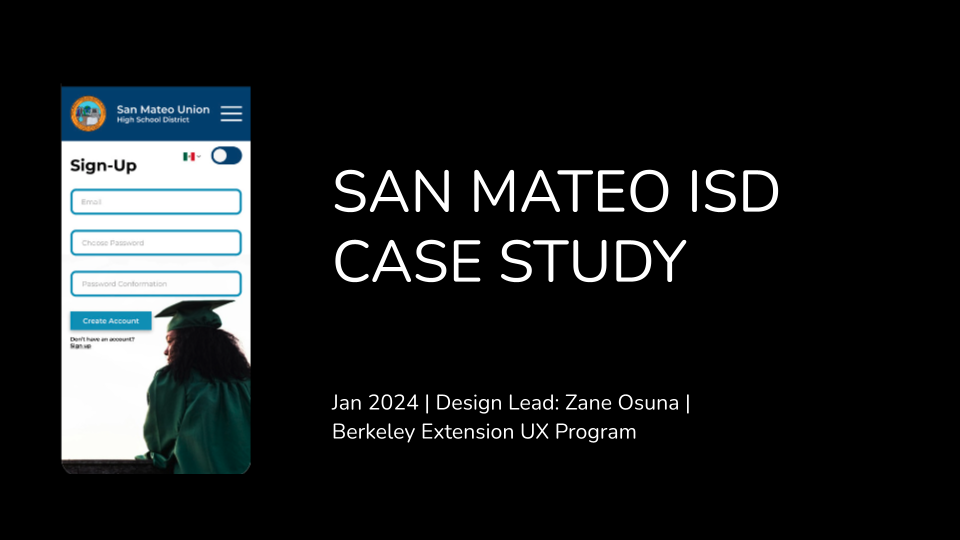 San Mateo Union
High School District
Sign-Up
Email
Choose Password
Password Conformation
Create Account
Don't have an account?
Sign up
SAN MATEO ISD
CASE STUDY
Jan 2024 | Design Lead: Zane Osuna |
Berkeley Extension UX Program